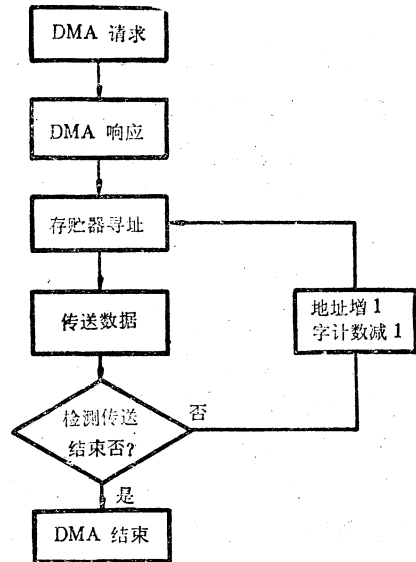 DMA 请求
DMA 响应
存贮器寻址
传送数据
地址增 1
字计数减 1
检测传送
结束否?
否
是
DMA 结束